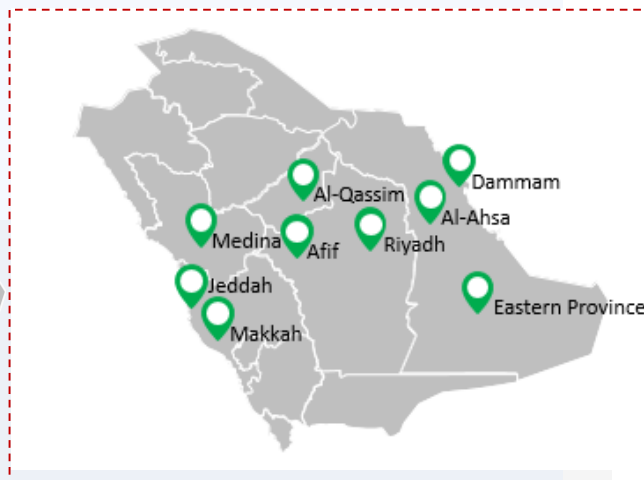 Dammam
Al-Qassim
Al-Ahsa
Medina
Afif
Riyadh
Jeddah
Eastern Province
Makkah